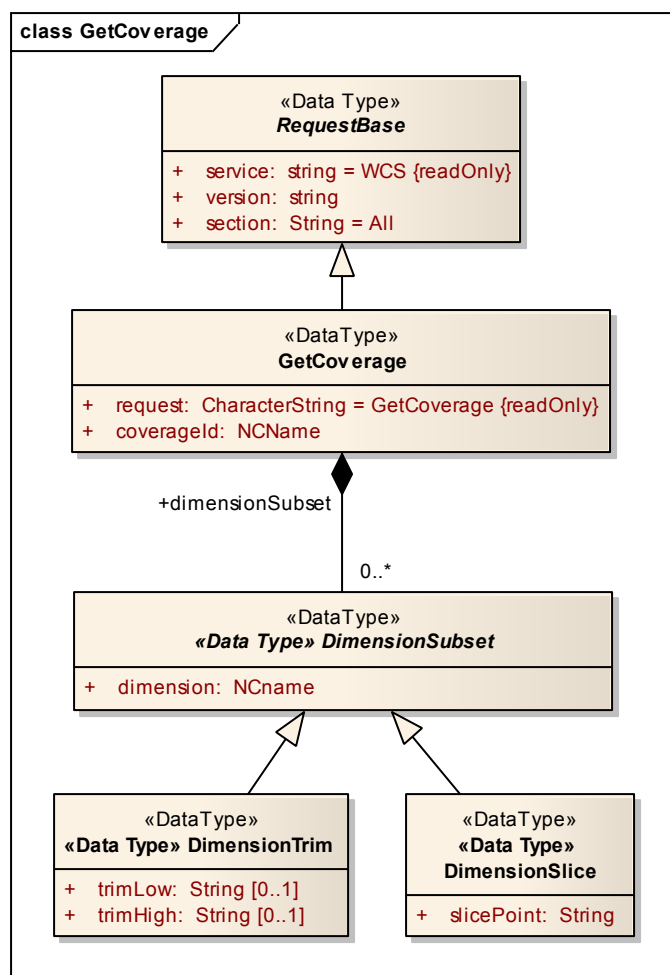 class GetCoverage
«Data Type»
RequestBase
+ service: string = WCS {readOnly}
+ version: string
+ section: String = All
«DataType»
GetCoverage
+ request: CharacterString = GetCoverage {readOnly}
+ coverageId: NCName
+dimensionSubset
0..*
«DataType»
«Data Type» DimensionSubset
+ dimension: NCname
«DataType»
«Data Type» DimensionTrim
+ trimLow: String [0..1]
+ trimHigh: String [0..1]
«DataType»
«Data Type»
DimensionSlice
+ slicePoint: String